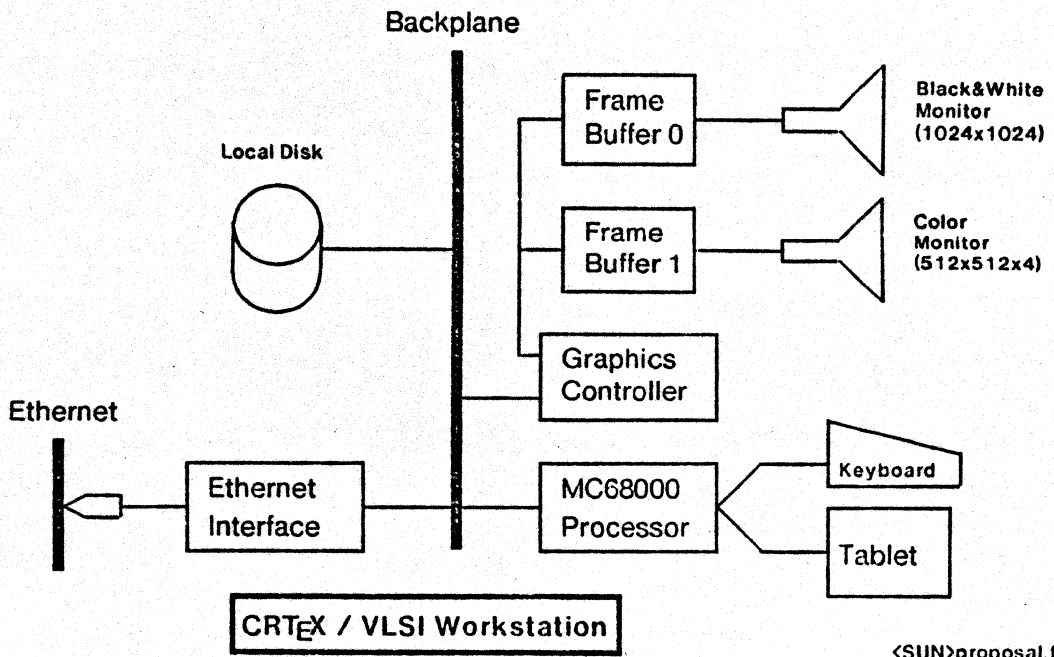 Backplane
Frame
Buffer 0
Black&White
Monitor
(1024x1024)
Local Disk
Frame
Buffer 1
Color
Monitor
(512x512x4)
Graphics
Controller
Ethernet
Ethernet
Interface
MC68000
Processor
Keyboard
Tablet
CRTEX / VLSI Workstation
<SUN>proposal.